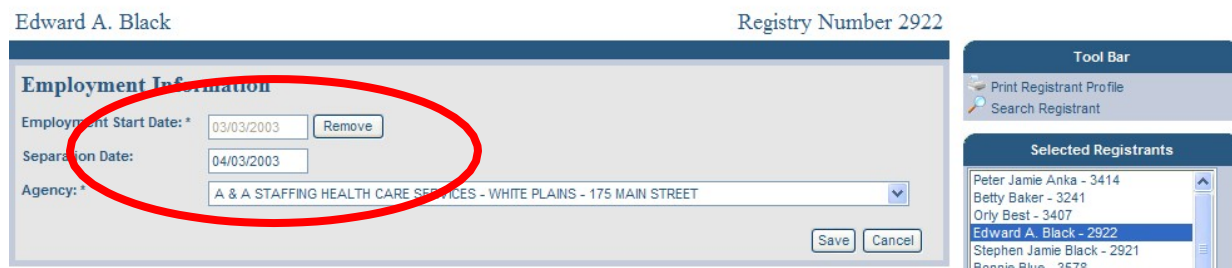 Edward A. Black
Registry Number 2922
Employment Information
Employment Start Date: *
03/03/2003
Remove
Separation Date:
04/03/2003
Agency: *
A & A STAFFING HEALTH CARE SERVICES - WHITE PLAINS - 175 MAIN STREET
Save
Cancel
Tool Bar
Print Registrant Profile
Search Registrant
Selected Registrants
Peter Jamie Anka - 3414
Betty Baker - 3241
Orly Best - 3407
Edward A. Black - 2922
Stephen Jamie Black - 2921
Bonnie Blue - 3578